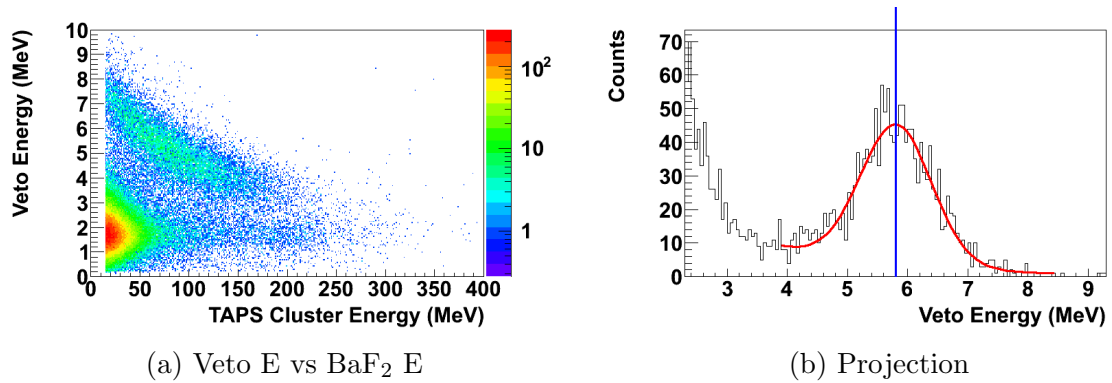 Veto Energy (MeV)
10
9
8
7
6
5
4
3
2
1
0
0 50 100 150 200 250 300 350 400
TAPS Cluster Energy (MeV)
10²
10
1
(a) Veto E vs BaF₂ E
Counts
70
60
50
40
30
20
10
0
3 4 5 6 7 8 9
Veto Energy (MeV)
(b) Projection